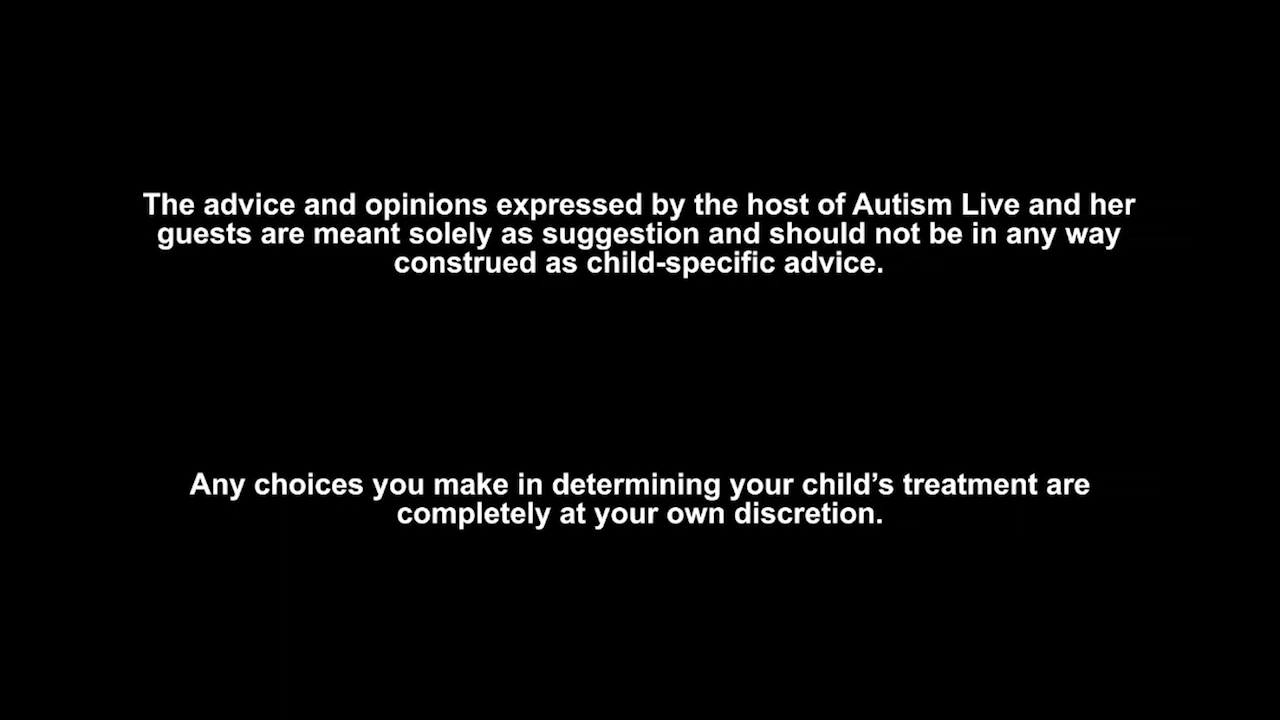 The advice and opinions expressed by the host of Autism Live and her
guests are meant solely as suggestion and should not be in any way
construed as child-specific advice.
Any choices you make in determining your child’s treatment are
completely at your own discretion.